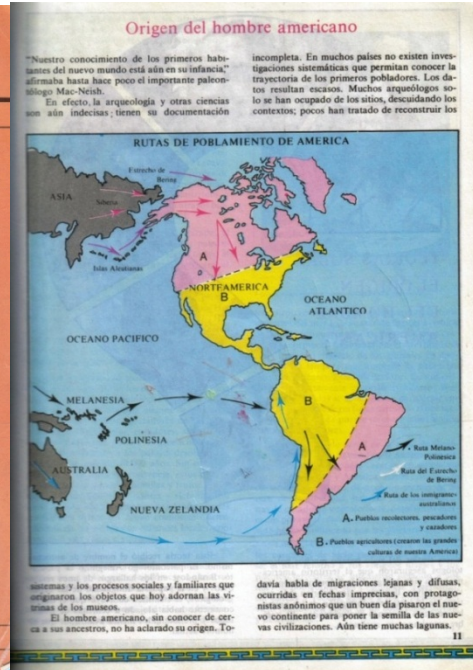 Origen del hombre americano
"Nuestro conocimiento de los primeros habi-
tantes del nuevo mundo está aún en su infancia,"
afirmaba hasta hace poco el importante paleon-
tólogo Mac-Neish.
En efecto, la arqueología y otras ciencias
son aún indecisas; tienen su documentación
incompleta. En muchos países no existen inves-
tigaciones sistemáticas que permitan conocer la
trayectoria de los primeros pobladores. Los da-
tos resultan escasos. Muchos arqueólogos so-
lo se han ocupado de los sitios, descuidando los
contextos; pocos han tratado de reconstruir los
RUTAS DE POBLAMIENTO DE AMERICA
Estrecho de
Bering
ASIA
Siberia
Islas Aleutianas
A
NORTEAMERICA
B
OCEANO
ATLANTICO
OCEANO PACIFICO
MELANESIA
POLINESIA
AUSTRALIA
NUEVA ZELANDIA
B
A
Ruta Melano
Polinesica
Ruta del Estrecho
de Bering
Ruta de los inmigrantes
australianos
A. Pueblos recolectores, pescadores
y cazadores
B. Pueblos agricultores (crearon las grandes
culturas de nuestra America)
sistemas y los procesos sociales y familiares que
originaron los objetos que hoy adornan las vi-
trinas de los museos.
El hombre americano, sin conocer de cer-
ca a sus ancestros, no ha aclarado su origen. To-
davía habla de migraciones lejanas y difusas,
ocurridas en fechas imprecisas, con protago-
nistas anónimos que un buen día pisaron el nue-
vo continente para poner la semilla de las nue-
vas civilizaciones. Aún tiene muchas lagunas.
11